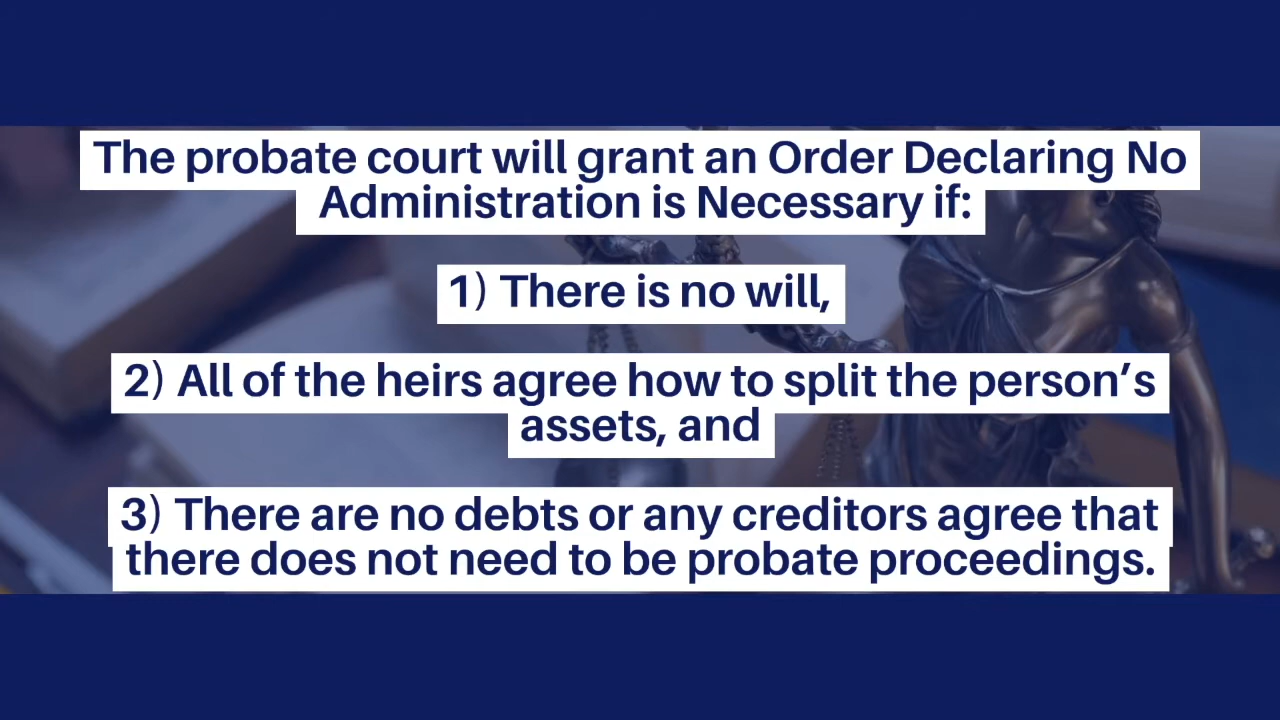 The probate court will grant an Order Declaring No
Administration is Necessary if:
1) There is no will,
2) All of the heirs agree how to split the person’s
assets, and
3) There are no debts or any creditors agree that
there does not need to be probate proceedings.